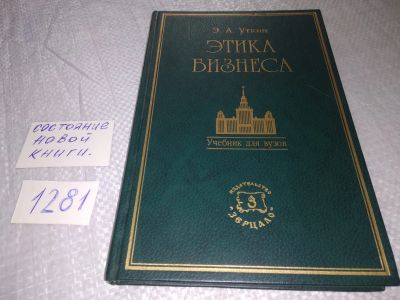 Э. А. Уткин
ЭТИКА
БИЗНЕСА
Учебник для вузов
ИЗДАТЕЛЬСТВО
З
"ЗЕРЦАЛО"
состояние
новой
книги.
1281